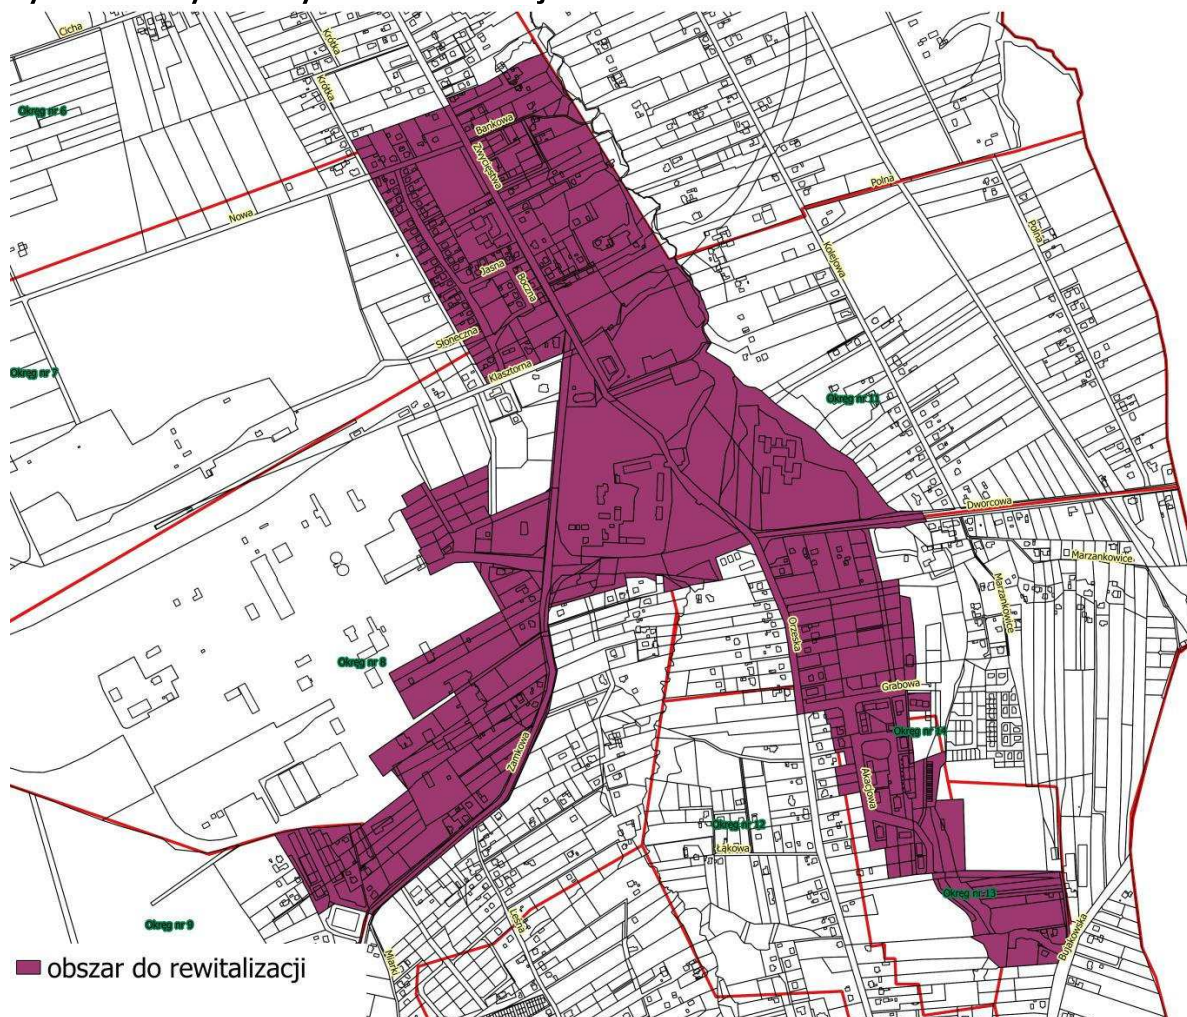 Cicha
Krótka
Krótka
Okręg nr 6
Bankowa
Zwycięstwa
Polna
Nowa
Polna
Kolejowa
Jasna
Boczna
Słoneczna
Klasztorna
Okręg nr 7
Okręg nr 11
Dworcowa
Marzankowice
Marzankowice
Orzeska
Okręg nr 8
Grabowa
Okręg nr 14
Zamkowa
Akacjowa
Okręg nr 12
Łąkowa
Okręg nr 13
Okręg nr 9
Leśna
Bujakowska
Miarki
obszar do rewitalizacji